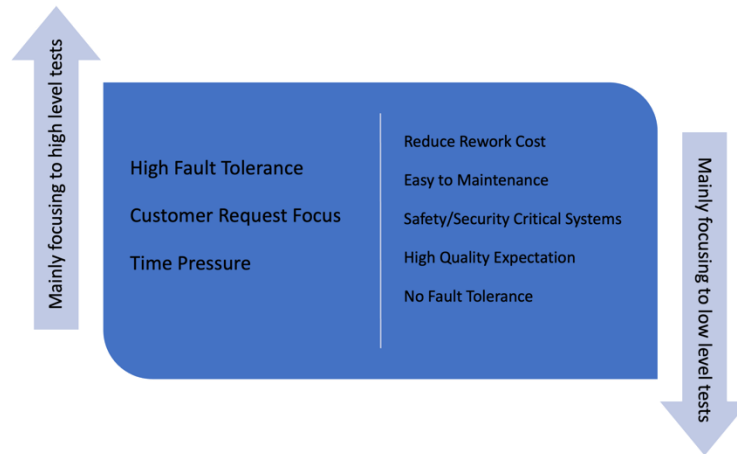 Mainly focusing to high level tests
High Fault Tolerance
Customer Request Focus
Time Pressure
Reduce Rework Cost
Easy to Maintenance
Safety/Security Critical Systems
High Quality Expectation
No Fault Tolerance
Mainly focusing to low level tests